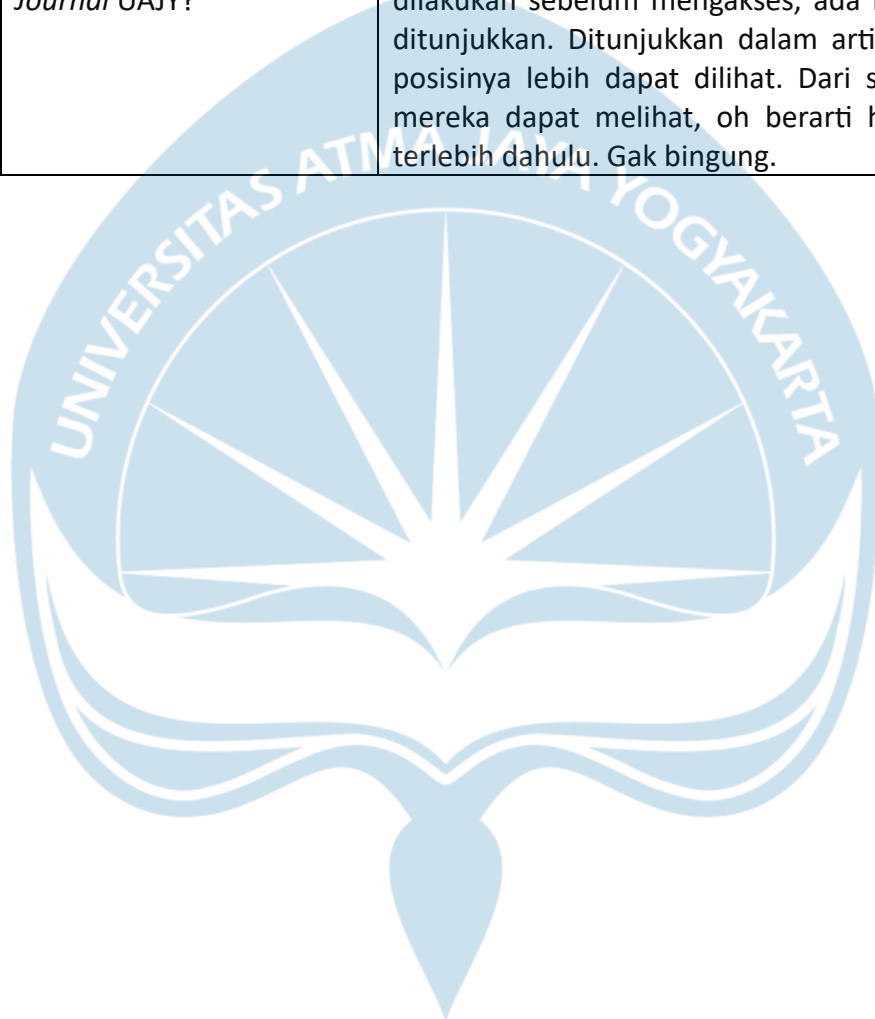 Journal UAJY?
dilakukan sebelum mengakses, ada
ditunjukkan. Ditunjukkan dalam arti
posisinya lebih dapat dilihat. Dari s
mereka dapat melihat, oh berarti h
terlebih dahulu. Gak bingung.
UNIVERSITAS ATMA JAYA YOGYAKARTA